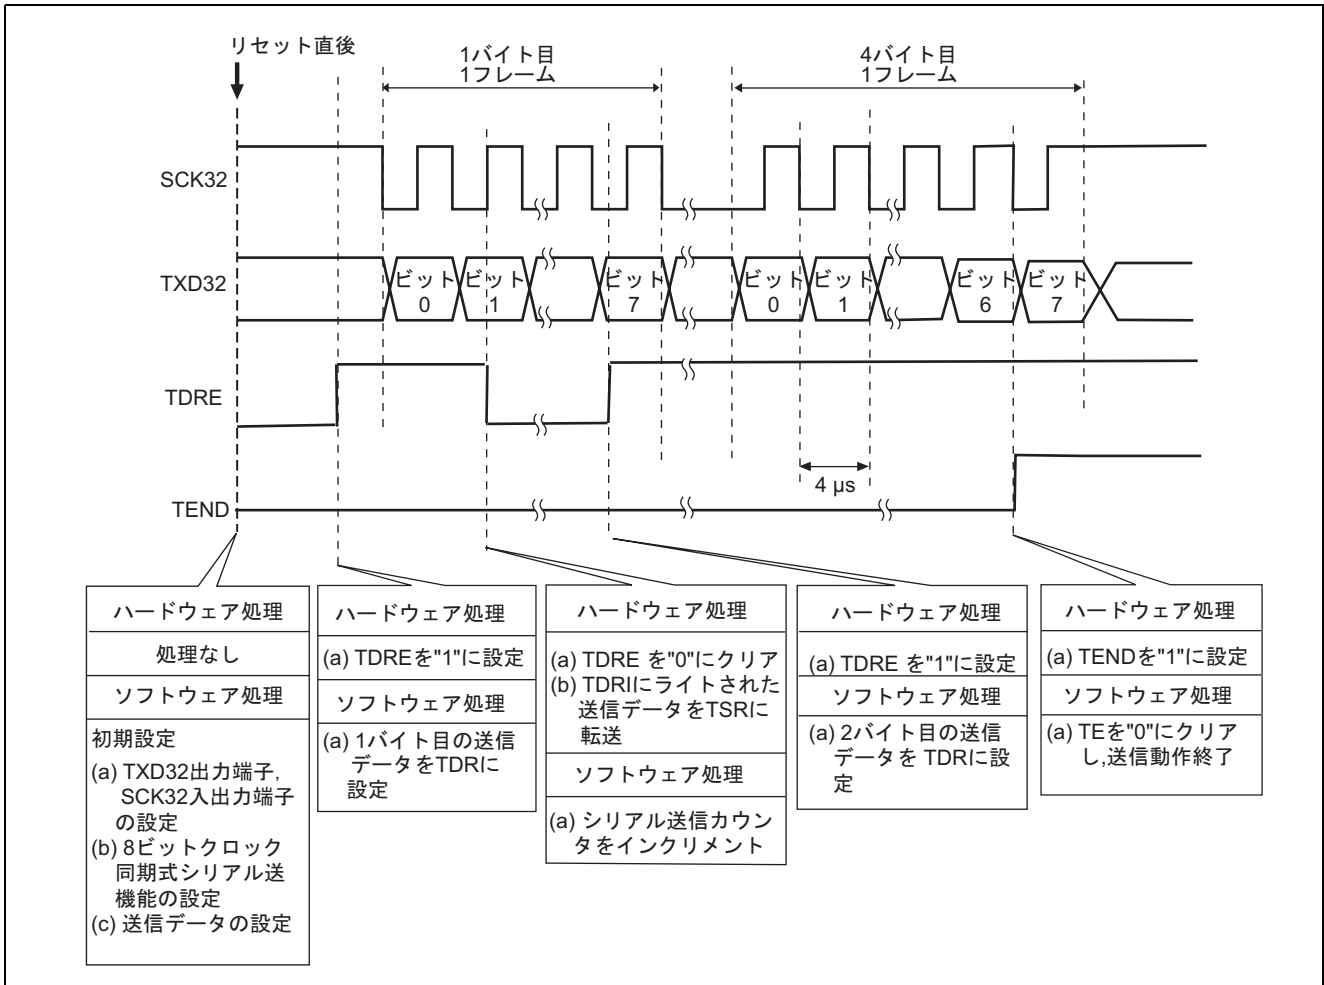 リセット直後
1バイト目
1フレーム
4バイト目
1フレーム
SCK32
TXD32
ビット
0
ビット
1
ビット
7
ビット
0
ビット
1
ビット
6
ビット
7
TDRE
4 μs
TEND
ハードウェア処理
処理なし
ソフトウェア処理
初期設定
(a) TXD32出力端子,
SCK32入出力端子
の設定
(b) 8ビットクロック
同期式シリアル送
機能の設定
(c) 送信データの設定
ハードウェア処理
(a) TDREを"1"に設定
ソフトウェア処理
(a) 1バイト目の送信
データをTDRに
設定
ハードウェア処理
(a) TDRE を"0"にクリア
(b) TDRIにライトされた
送信データをTSRに
転送
ソフトウェア処理
(a) シリアル送信カウン
タをインクリメント
ハードウェア処理
(a) TDRE を"1"に設定
ソフトウェア処理
(a) 2バイト目の送信
データを TDRに設
定
ハードウェア処理
(a) TENDを"1"に設定
ソフトウェア処理
(a) TEを"0"にクリア
し,送信動作終了